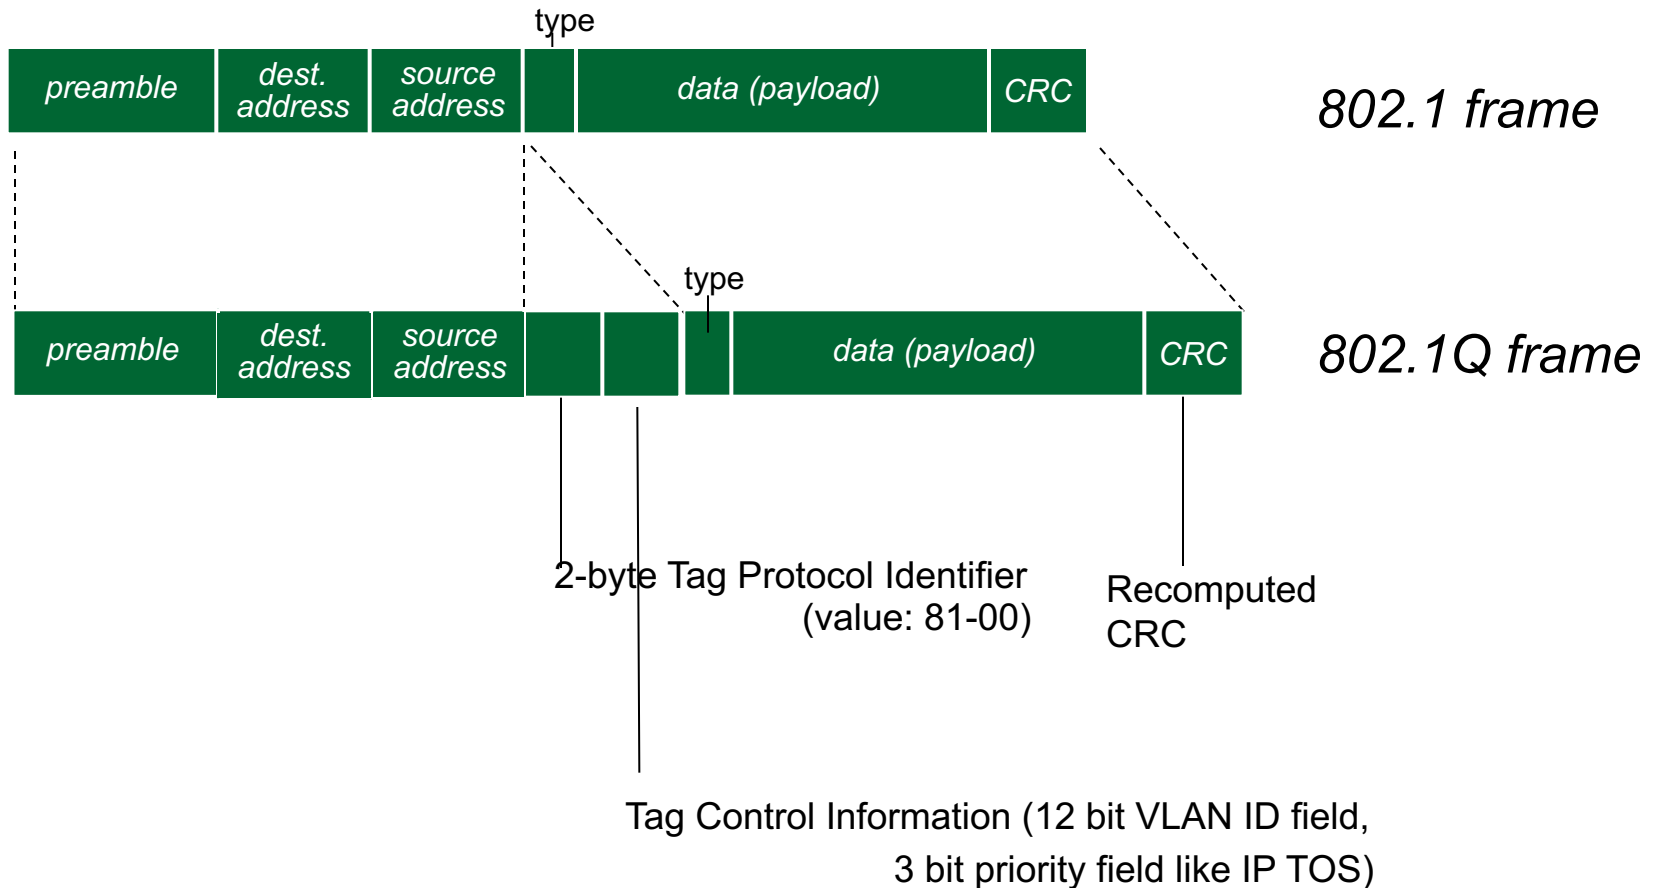 type
preamble
dest.
address
source
address
data (payload)
CRC
802.1 frame
type
preamble
dest.
address
source
address
data (payload)
CRC
802.1Q frame
2-byte Tag Protocol Identifier
(value: 81-00)
Recomputed
CRC
Tag Control Information (12 bit VLAN ID field,
3 bit priority field like IP TOS)